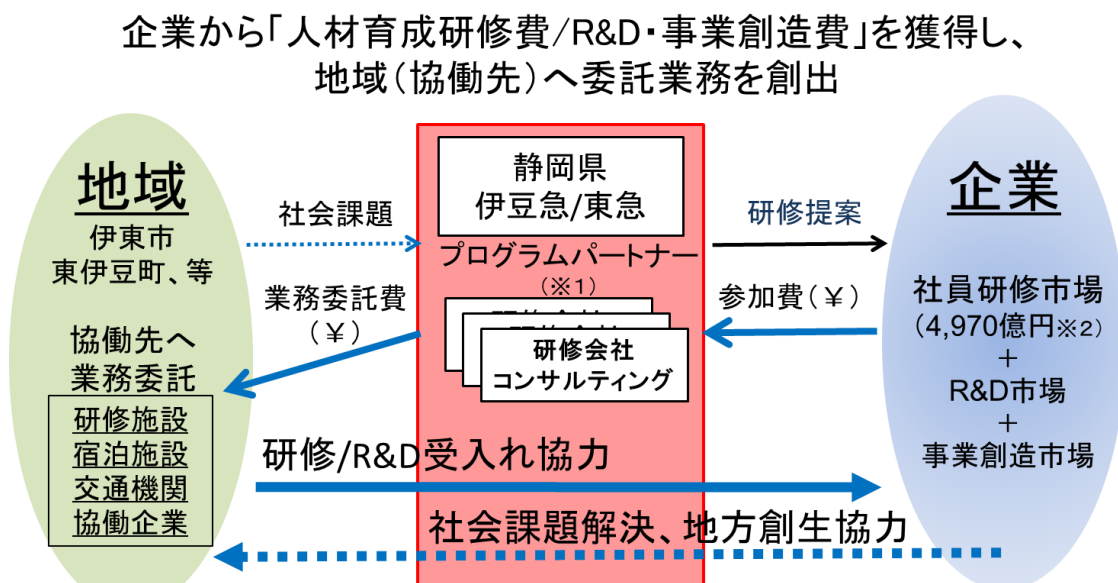 企業から「人材育成研修費/R&D・事業創造費」を獲得し、
地域（協働先）へ委託業務を創出
地域
伊東市
東伊豆町、等
協働先へ
業務委託
研修施設
宿泊施設
交通機関
協働企業
社会課題
業務委託費
（￥）
静岡県
伊豆急/東急
プログラムパートナー
（※1）
研修会社
コンサルティング
研修提案
参加費（￥）
企業
社員研修市場
（4,970億円※2）
+
R&D市場
+
事業創造市場
研修/R&D受入れ協力
社会課題解決、地方創生協力